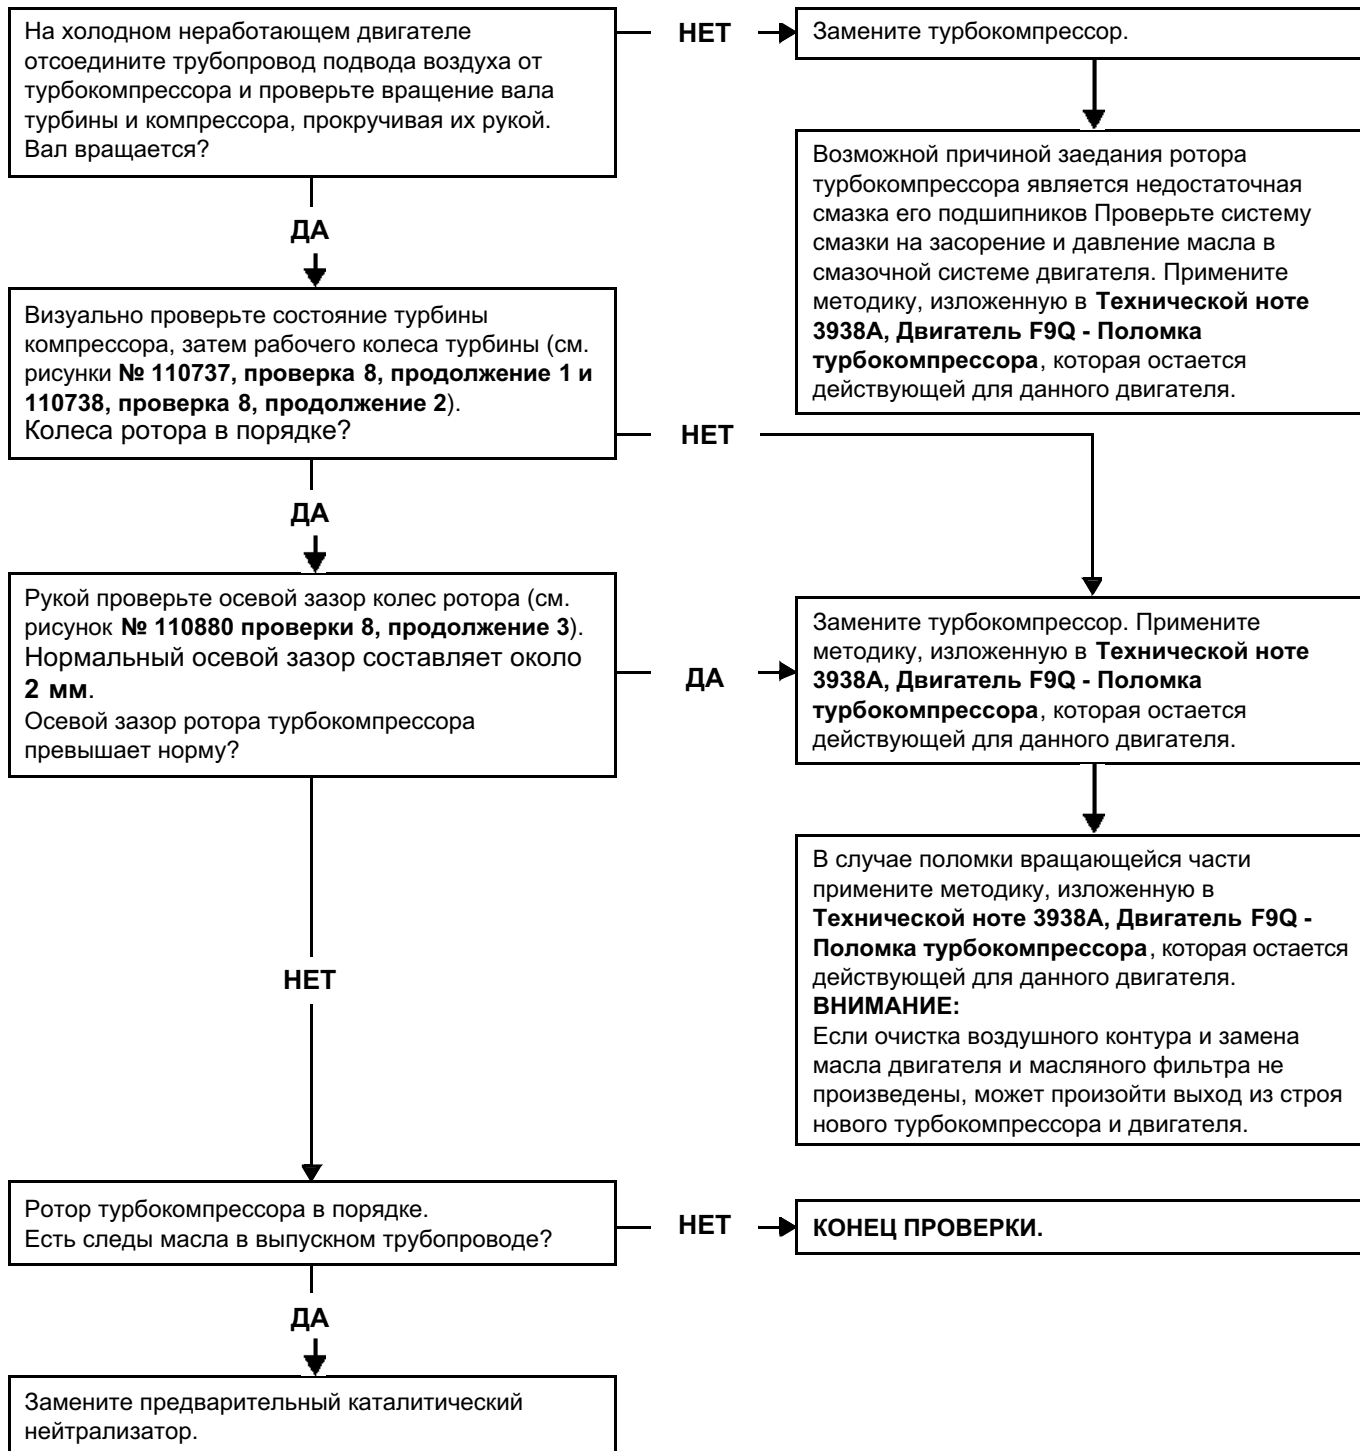 На холодном неработающем двигателе
отсоедините трубопровод подвода воздуха от
турбокомпрессора и проверьте вращение вала
турбины и компрессора, прокручивая их рукой.
Вал вращается?
НЕТ
Замените турбокомпрессор.
Возможной причиной заедания ротора
турбокомпрессора является недостаточная
смазка его подшипников Проверьте систему
смазки на засорение и давление масла в
смазочной системе двигателя. Примените
методику, изложенную в Технической ноте
3938A, Двигатель F9Q - Поломка
турбокомпрессора, которая остается
действующей для данного двигателя.
ДА
Визуально проверьте состояние турбины
компрессора, затем рабочего колеса турбины (см.
рисунки № 110737, проверка 8, продолжение 1 и
110738, проверка 8, продолжение 2).
Колеса ротора в порядке?
НЕТ
ДА
Рукой проверьте осевой зазор колес ротора (см.
рисунок № 110880 проверки 8, продолжение 3).
Нормальный осевой зазор составляет около
2 мм.
Осевой зазор ротора турбокомпрессора
превышает норму?
ДА
Замените турбокомпрессор. Примените
методику, изложенную в Технической ноте
3938A, Двигатель F9Q - Поломка
турбокомпрессора, которая остается
действующей для данного двигателя.
В случае поломки вращающейся части
примените методику, изложенную в
Технической ноте 3938A, Двигатель F9Q -
Поломка турбокомпрессора, которая остается
действующей для данного двигателя.
ВНИМАНИЕ:
Если очистка воздушного контура и замена
масла двигателя и масляного фильтра не
произведены, может произойти выход из строя
нового турбокомпрессора и двигателя.
НЕТ
Ротор турбокомпрессора в порядке.
Есть следы масла в выпускном трубопроводе?
НЕТ
КОНЕЦ ПРОВЕРКИ.
ДА
Замените предварительный каталитический
нейтрализатор.